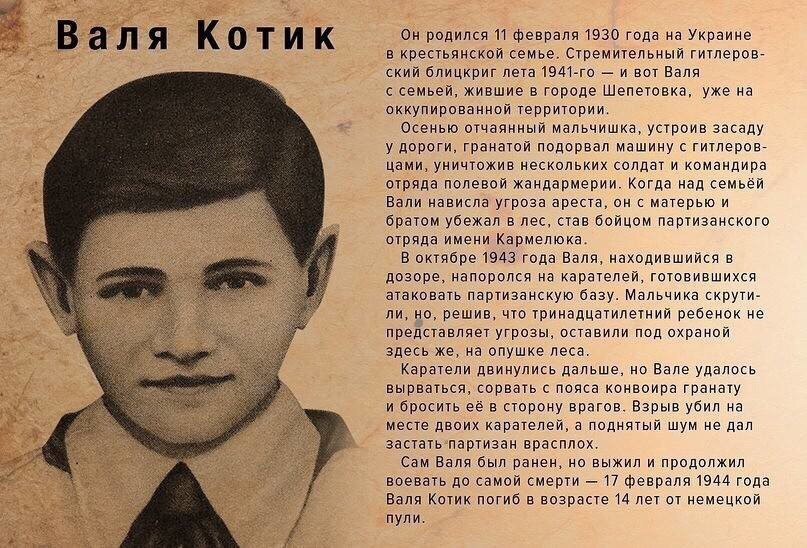 Валя Котик
Он родился 11 февраля 1930 года на Украине
в крестьянской семье. Стремительный гитлеров-
ский блицкриг лета 1941-го — и вот Валя
с семьей, жившие в городе Шепетовка, уже на
оккупированной территории.
Осенью отчаянный мальчишка, устроив засаду
у дороги, гранатой подорвал машину с гитлеров-
цами, уничтожив нескольких солдат и командира
отряда полевой жандармерии. Когда над семьёй
Вали нависла угроза ареста, он с матерью и
братом убежал в лес, став бойцом партизанского
отряда имени Кармелюка.
В октябре 1943 года Валя, находившийся в
дозоре, напоролся на карателей, готовившихся
атаковать партизанскую базу. Мальчика скрути-
ли, но, решив, что тринадцатилетний ребенок не
представляет угрозы, оставили под охраной
здесь же, на опушке леса.
Каратели двинулись дальше, но Вале удалось
вырваться, сорвать с пояса конвоира гранату
и бросить её в сторону врагов. Взрыв убил на
месте двоих карателей, а поднятый шум не дал
застать партизан врасплох.
Сам Валя был ранен, но выжил и продолжил
воевать до самой смерти — 17 февраля 1944 года
Валя Котик погиб в возрасте 14 лет от немецкой
пули.